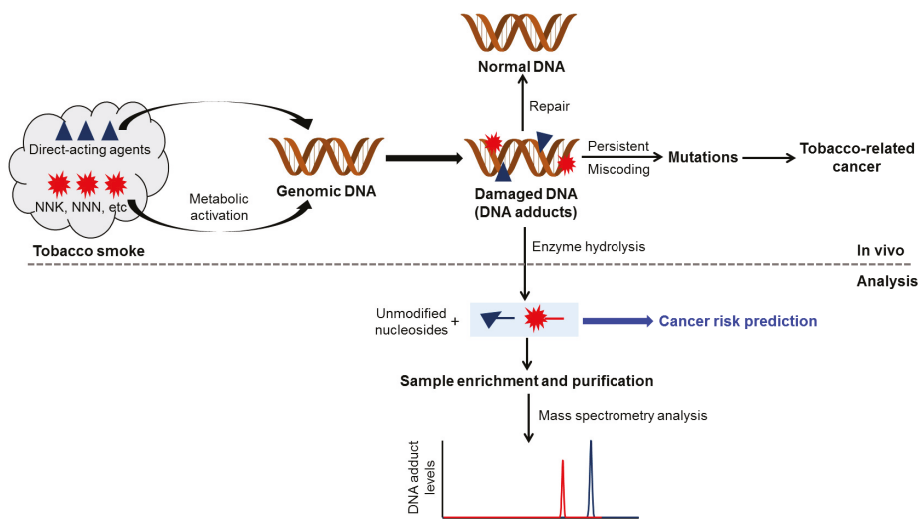 Normal DNA
Repair
Direct-acting agents
NNK, NNN, etc
Tobacco smoke
Metabolic
activation
Genomic DNA
Damaged DNA
(DNA adducts)
Persistent
Miscoding
Mutations
Tobacco-related
cancer
Enzyme hydrolysis
In vivo
Analysis
Unmodified
nucleosides +
Cancer risk prediction
Sample enrichment and purification
Mass spectrometry analysis
DNA adduct
levels